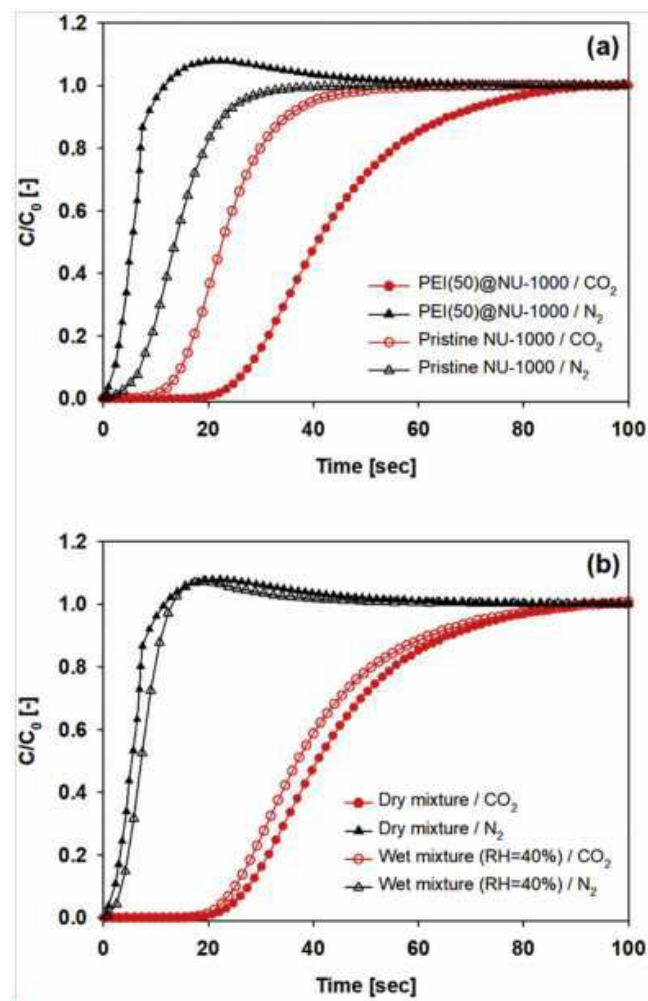 (a)
1.2
1.0
0.8
0.6
0.4
0.2
0.0
C/C₀ [-]
PEI(50)@NU-1000 / CO₂
PEI(50)@NU-1000 / N₂
Pristine NU-1000 / CO₂
Pristine NU-1000 / N₂
0 20 40 60 80 100
Time [sec]
(b)
1.2
1.0
0.8
0.6
0.4
0.2
0.0
C/C₀ [-]
Dry mixture / CO₂
Dry mixture / N₂
Wet mixture (RH=40%) / CO₂
Wet mixture (RH=40%) / N₂
0 20 40 60 80 100
Time [sec]